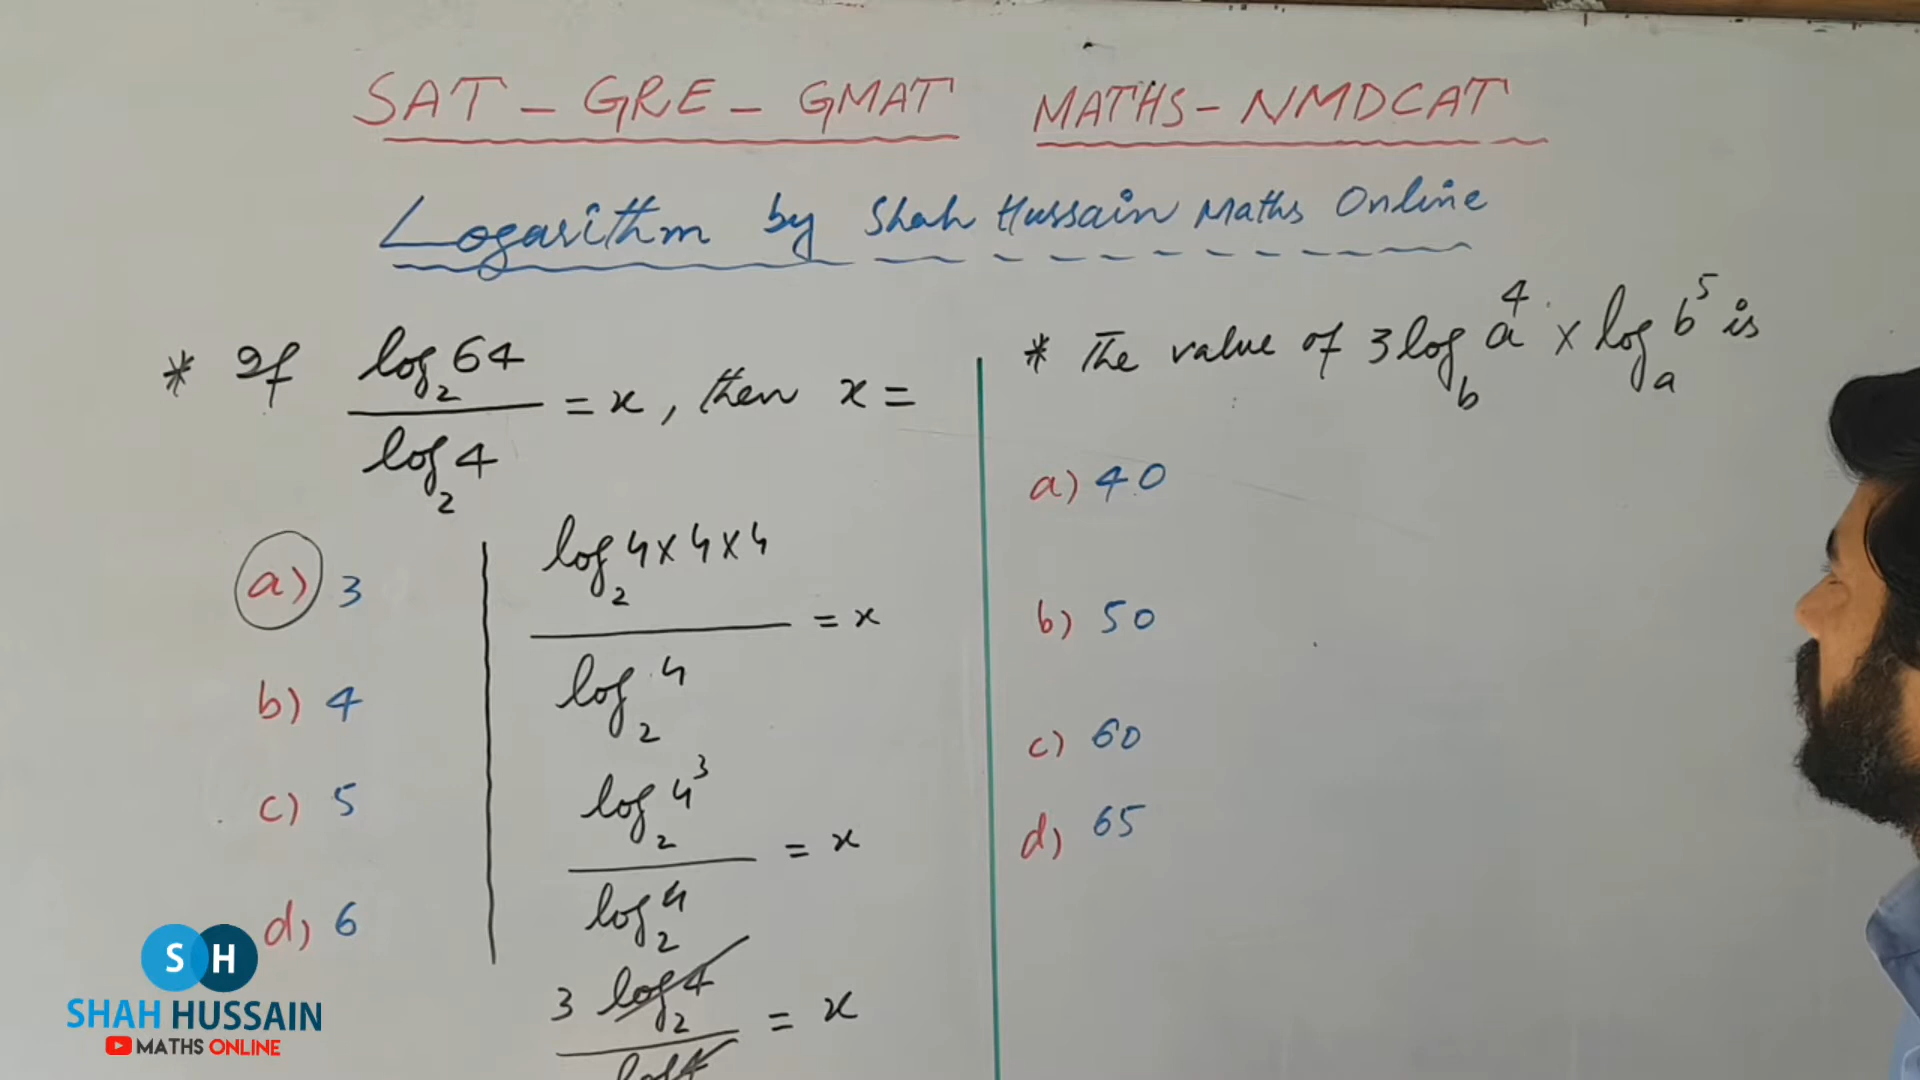 SAT - GRE - GMAT MATHS - NMDCAT
Logarithm by Shah Hussain Maths Online
* If log₂64 / log₂4 = x, then x =
a) 3
b) 4
c) 5
d) 6
log₂4×4×4 / log₂4 = x
log₂4³ / log₂4 = x
3 log₂4 / log4 = x
* The value of 3 log_b a⁴ × log_a b⁵ is
a) 40
b) 50
c) 60
d) 65
S H
SHAH HUSSAIN
MATHS ONLINE